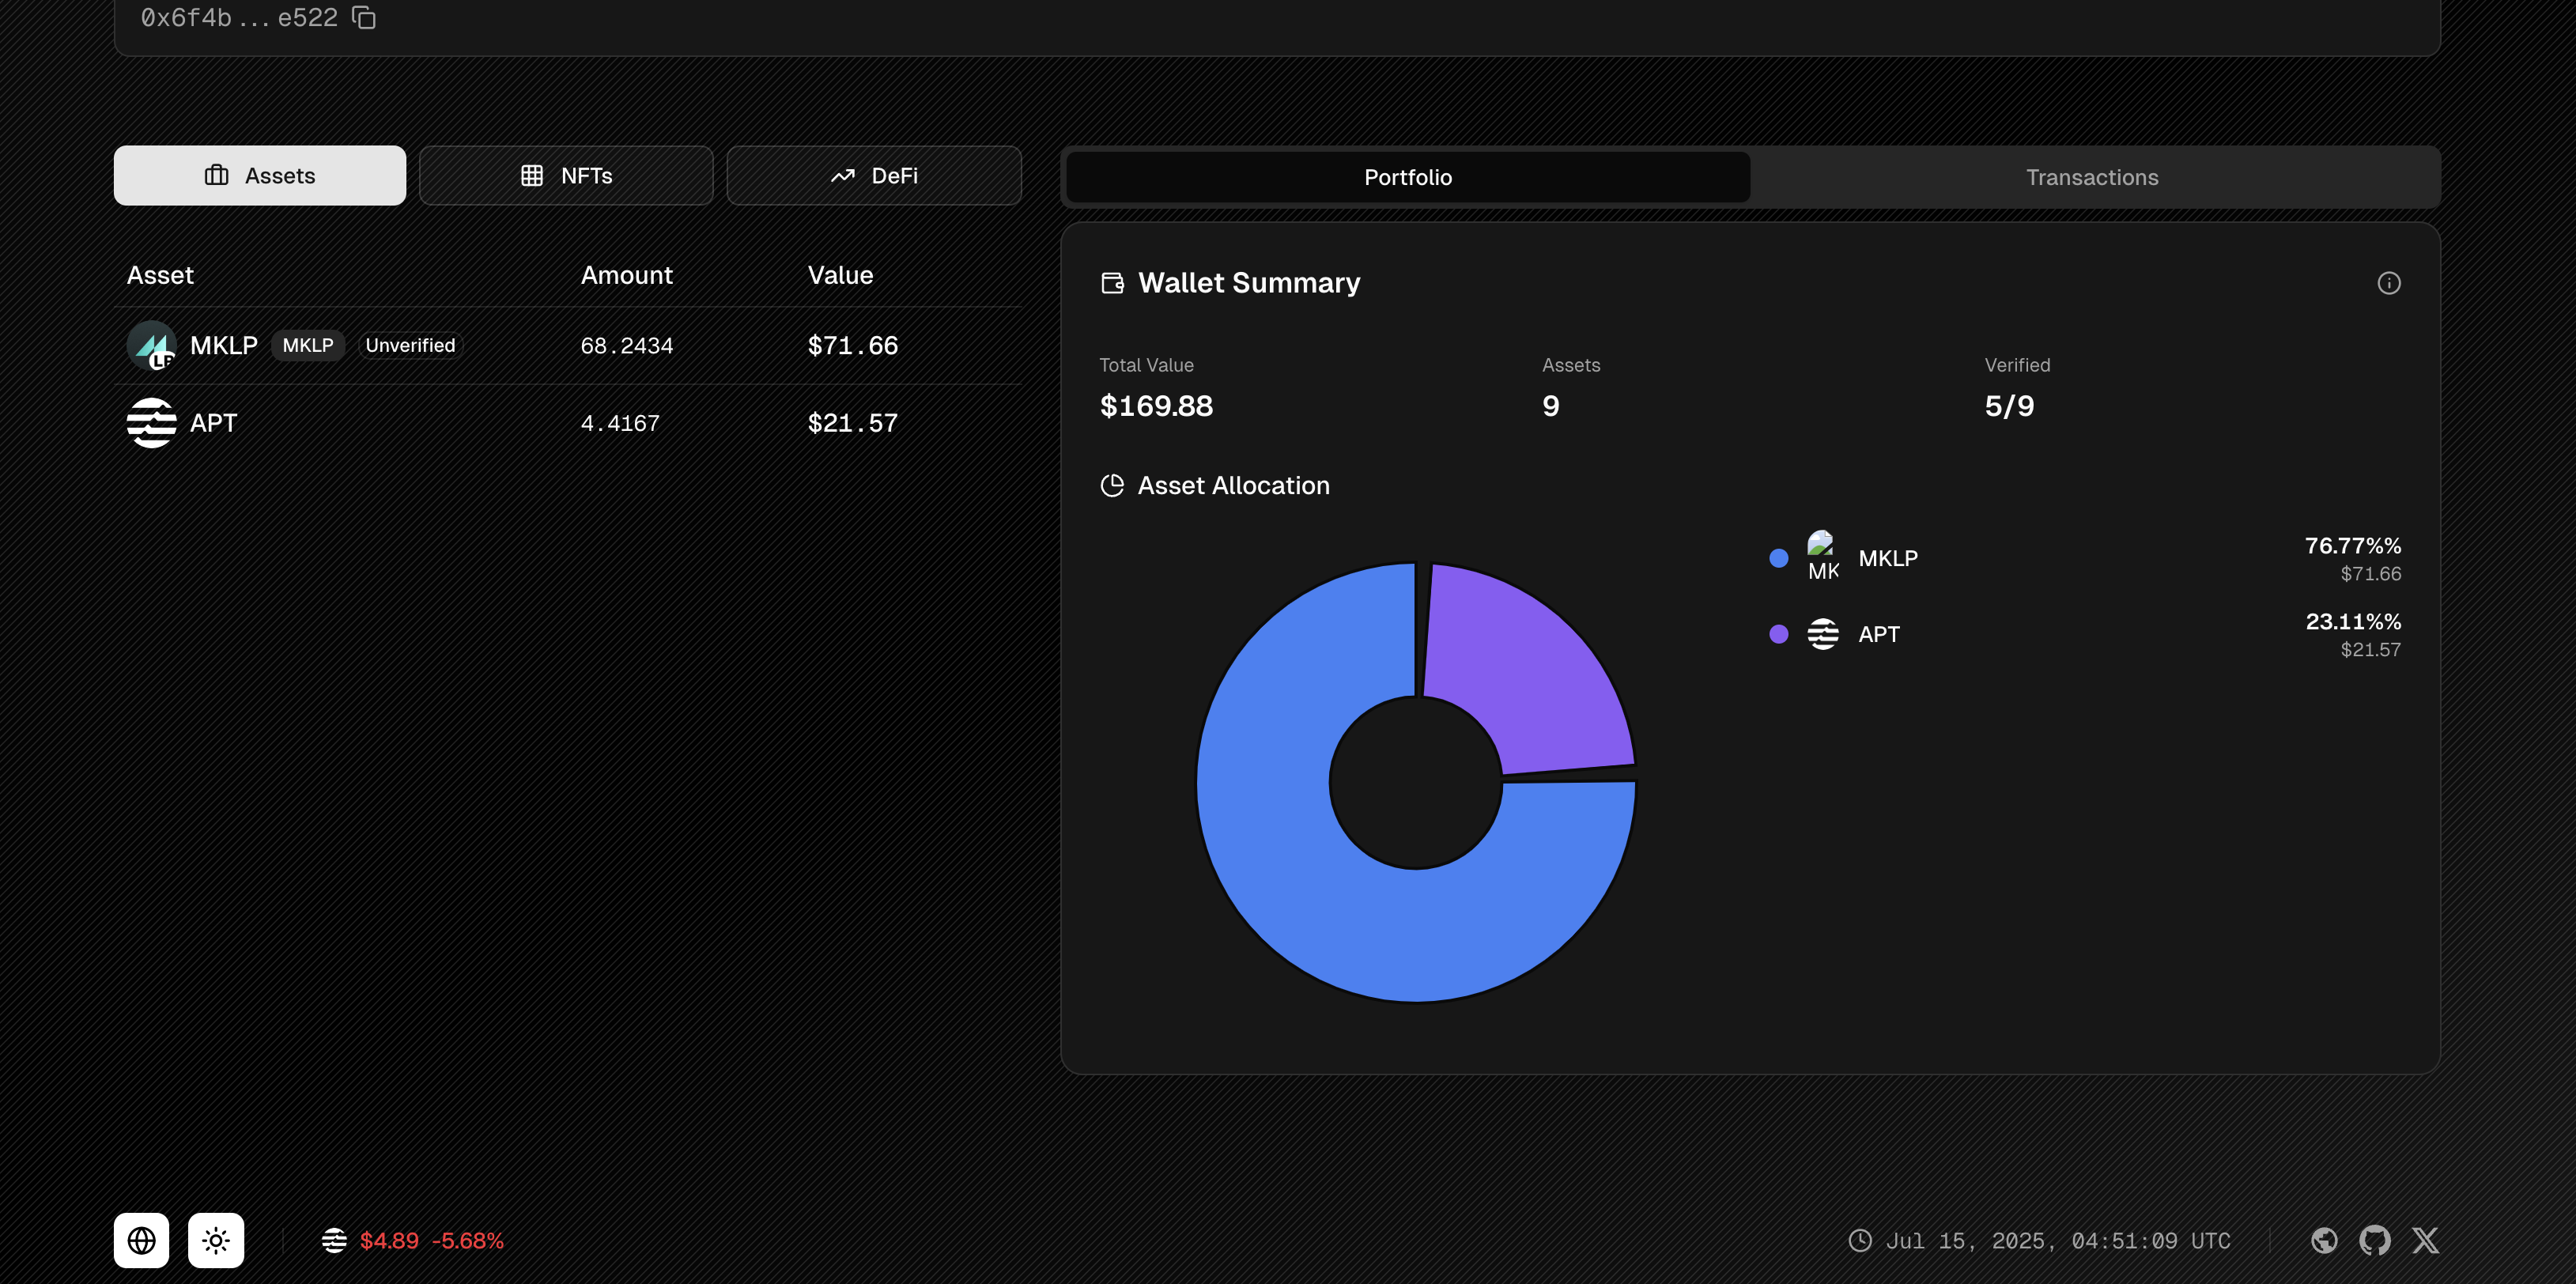 0x6f4b...e522
Assets
NFTs
DeFi
Portfolio
Transactions
Asset Amount Value
MKLP MKLP Unverified 68.2434 $71.66
APT 4.4167 $21.57
Wallet Summary
Total Value
$169.88
Assets
9
Verified
5/9
Asset Allocation
MK MKLP 76.77%%
$71.66
APT 23.11%%
$21.57
$4.89 -5.68%
Jul 15, 2025, 04:51:09 UTC